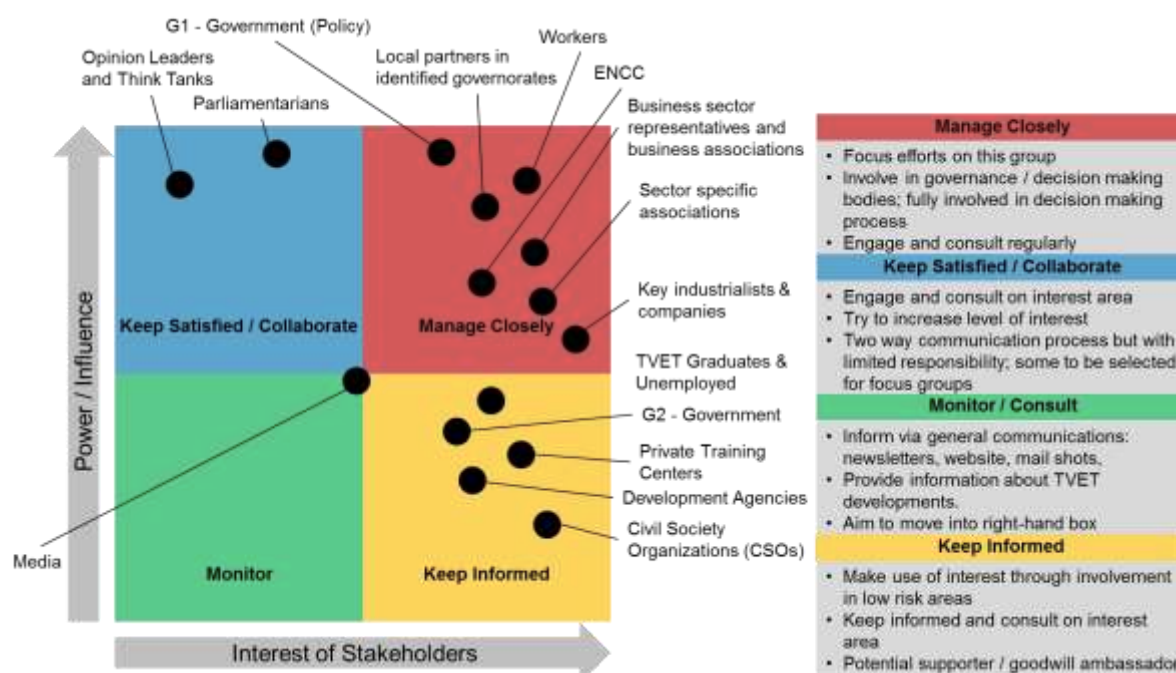 G1 - Government (Policy)
Opinion Leaders
and Think Tanks
Parliamentarians
Local partners in
identified governorates
Workers
ENCC
Business sector
representatives and
business associations
Sector specific
associations
Key industrialists &
companies
TVET Graduates &
Unemployed
G2 - Government
Private Training
Centers
Development Agencies
Civil Society
Organizations (CSOs)
Media
Power / Influence
Keep Satisfied / Collaborate
Manage Closely
Monitor
Keep Informed
Interest of Stakeholders
Manage Closely
• Focus efforts on this group
• Involve in governance / decision making
bodies; fully involved in decision making
process
• Engage and consult regularly
Keep Satisfied / Collaborate
• Engage and consult on interest area
• Try to increase level of interest
• Two way communication process but with
limited responsibility; some to be selected
for focus groups
Monitor / Consult
• Inform via general communications:
newsletters, website, mail shots,
• Provide information about TVET
developments.
• Aim to move into right-hand box
Keep Informed
• Make use of interest through involvement
in low risk areas
• Keep informed and consult on interest
area
• Potential supporter / goodwill ambassador